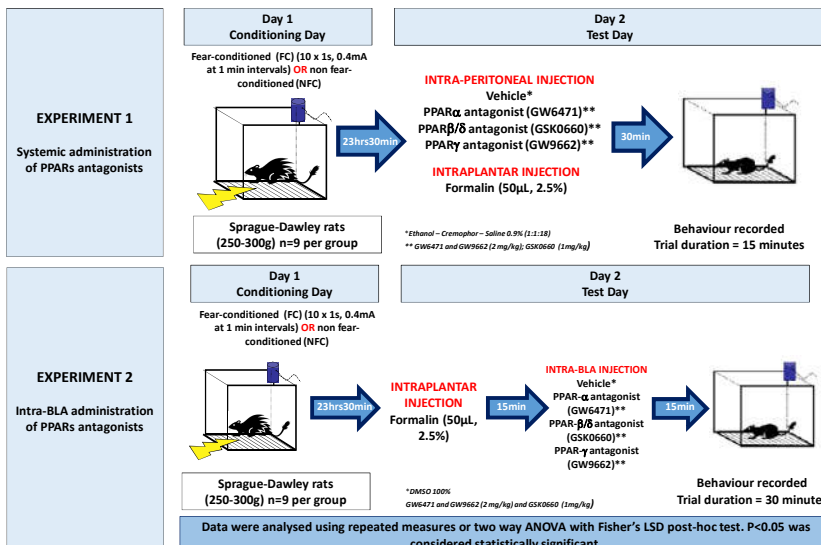 EXPERIMENT 1
Systemic administration
of PPARs antagonists
Day 1
Conditioning Day
Fear-conditioned (FC) (10 x 1s, 0.4mA
at 1 min intervals) OR non fear-
conditioned (NFC)
23hrs30min
Sprague-Dawley rats
(250-300g) n=9 per group
Day 2
Test Day
INTRA-PERITONEAL INJECTION
Vehicle*
PPARα antagonist (GW6471)**
PPARβ/δ antagonist (GSK0660)**
PPARγ antagonist (GW9662)**
INTRAPLANTAR INJECTION
Formalin (50µL, 2.5%)
*Ethanol – Cremophor – Saline 0.9% (1:1:18)
** GW6471 and GW9662 (2 mg/kg); GSK0660 (1mg/kg)
30min
Behaviour recorded
Trial duration = 15 minutes
EXPERIMENT 2
Intra-BLA administration
of PPARs antagonists
Day 1
Conditioning Day
Fear-conditioned (FC) (10 x 1s, 0.4mA
at 1 min intervals) OR non fear-
conditioned (NFC)
23hrs30min
Sprague-Dawley rats
(250-300g) n=9 per group
Day 2
Test Day
INTRAPLANTAR
INJECTION
Formalin (50µL,
2.5%)
15min
INTRA-BLA INJECTION
Vehicle*
PPAR-α antagonist
(GW6471)**
PPAR-β/δ antagonist
(GSK0660)**
PPAR-γ antagonist
(GW9662)**
*DMSO 100%
GW6471 and GW9662 (2 mg/kg) and GSK0660 (1mg/kg)
15min
Behaviour recorded
Trial duration = 30 minute
Data were analysed using repeated measures or two way ANOVA with Fisher's LSD post-hoc test. P<0.05 was
considered statistically significant